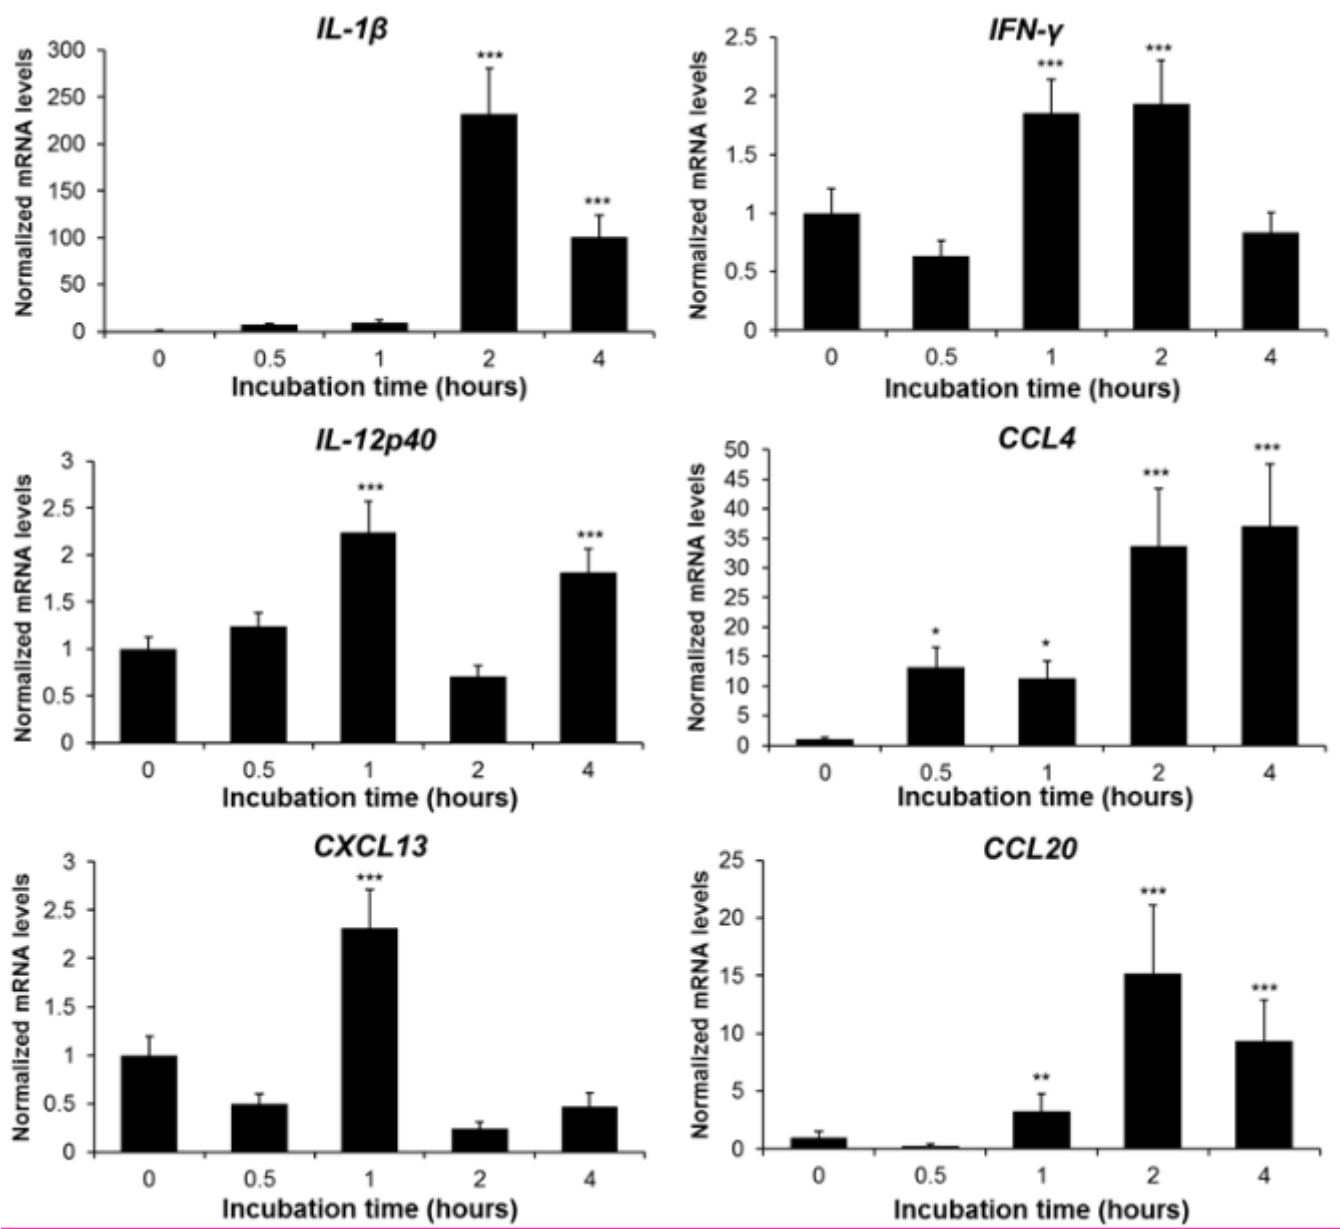 IL-1β
Normalized mRNA levels
300
250
200
150
100
50
0
***
***
0 0.5 1 2 4
Incubation time (hours)
IFN-γ
Normalized mRNA levels
2.5
2
1.5
1
0.5
0
***
***
0 0.5 1 2 4
Incubation time (hours)
IL-12p40
Normalized mRNA levels
3
2.5
2
1.5
1
0.5
0
***
***
0 0.5 1 2 4
Incubation time (hours)
CCL4
Normalized mRNA levels
50
45
40
35
30
25
20
15
10
5
0
*
*
***
***
0 0.5 1 2 4
Incubation time (hours)
CXCL13
Normalized mRNA levels
3
2.5
2
1.5
1
0.5
0
***
0 0.5 1 2 4
Incubation time (hours)
CCL20
Normalized mRNA levels
25
20
15
10
5
0
**
***
***
0 0.5 1 2 4
Incubation time (hours)